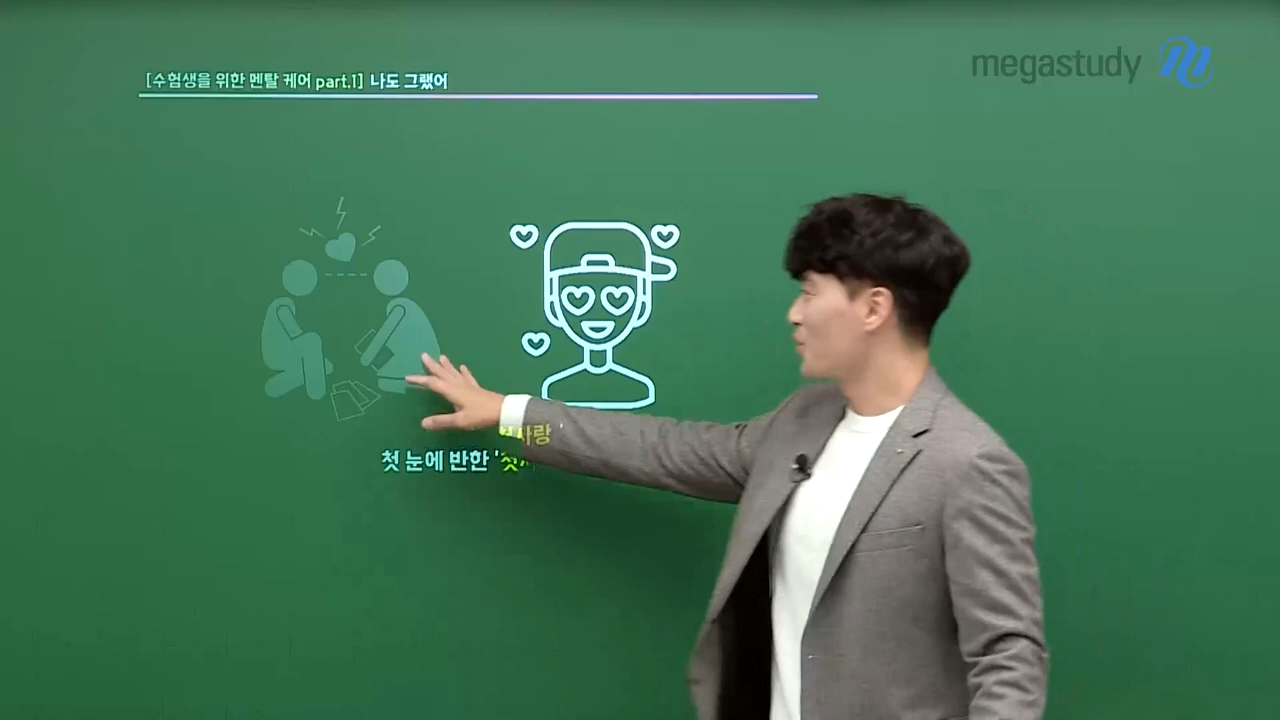 [수험생을 위한 멘탈 케어 part.1] 나도 그랬어
megastudy
첫 눈에 반한